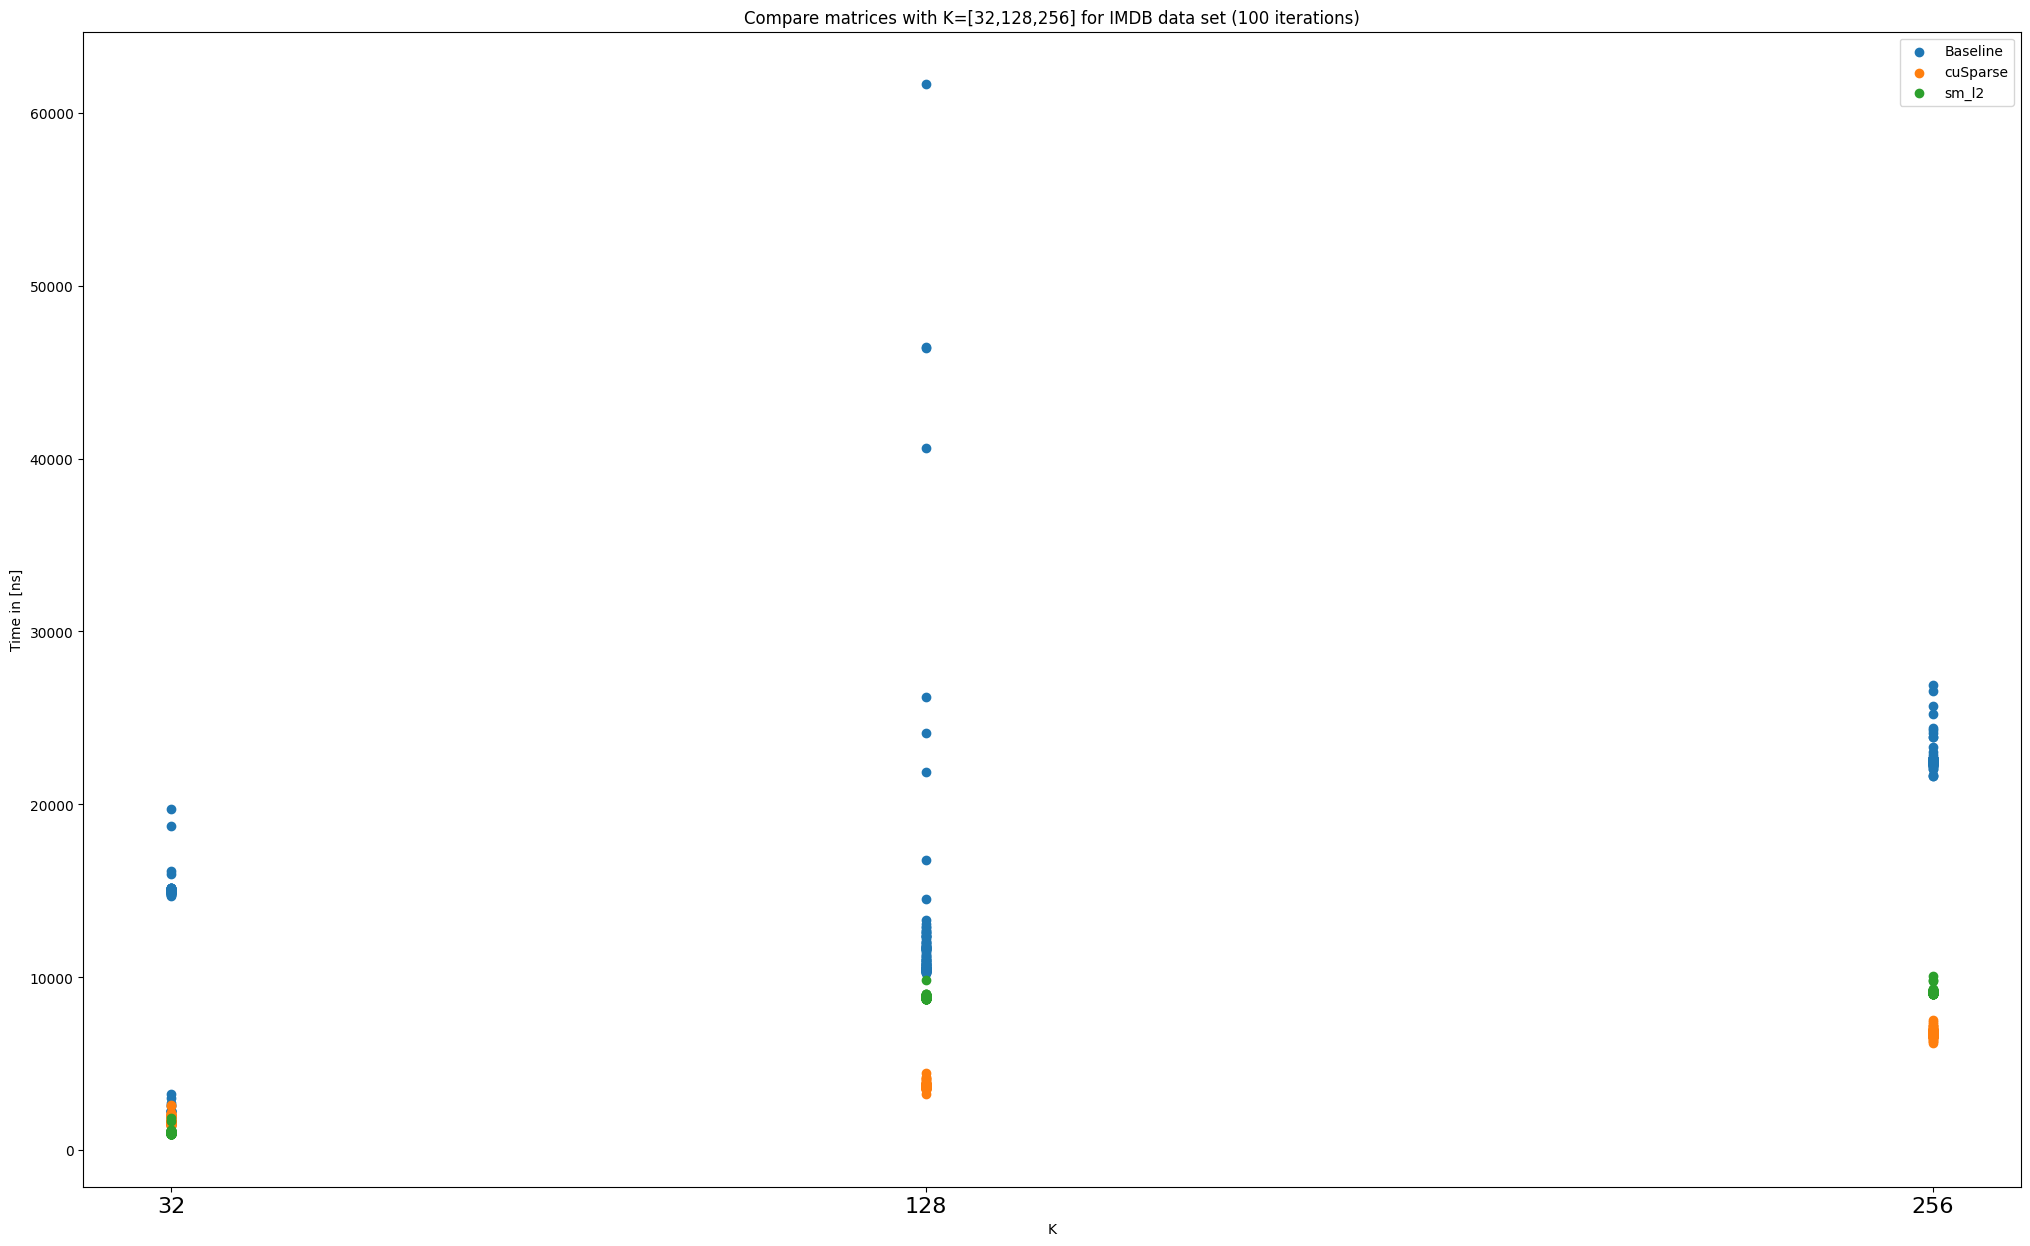 Compare matrices with K=[32,128,256] for IMDB data set (100 iterations)
Baseline
cuSparse
sm_l2
60000
50000
40000
30000
20000
10000
0
Time in [ns]
32
128
256
K